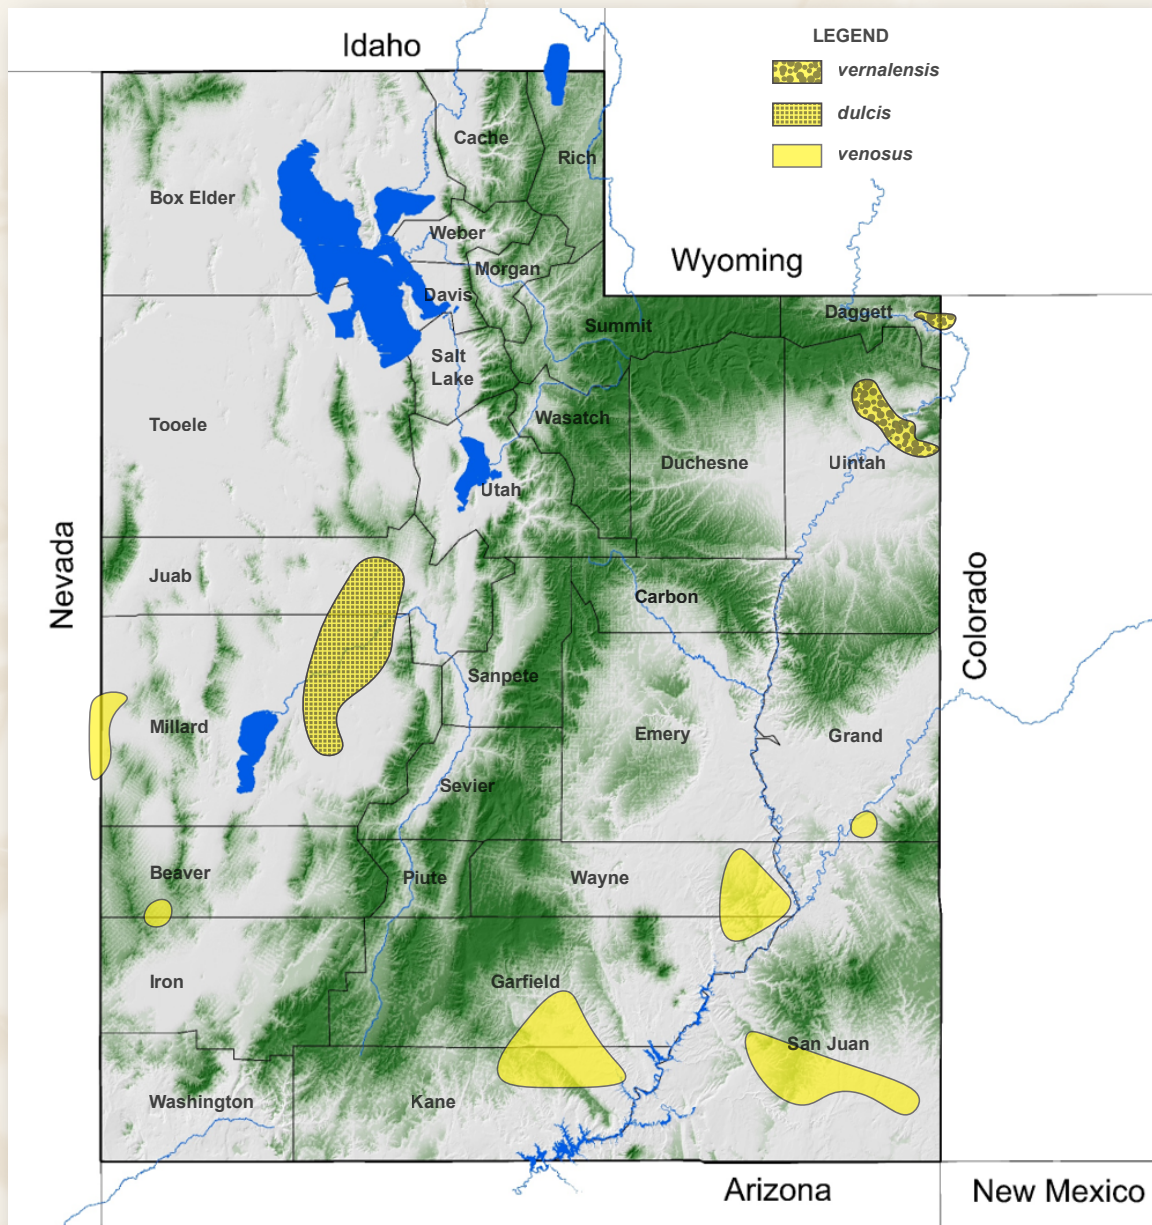 Idaho
LEGEND
vernalensis
dulcis
venosus
Cache
Rich
Box Elder
Weber
Wyoming
Morgan
Davis
Daggett
Summit
Salt
Lake
Wasatch
Tooele
Duchesne
Uintah
Utah
Nevada
Juab
Carbon
Colorado
Sanpete
Millard
Emery
Grand
Sevier
Beaver
Piute
Wayne
Iron
Garfield
San Juan
Washington
Kane
Arizona
New Mexico